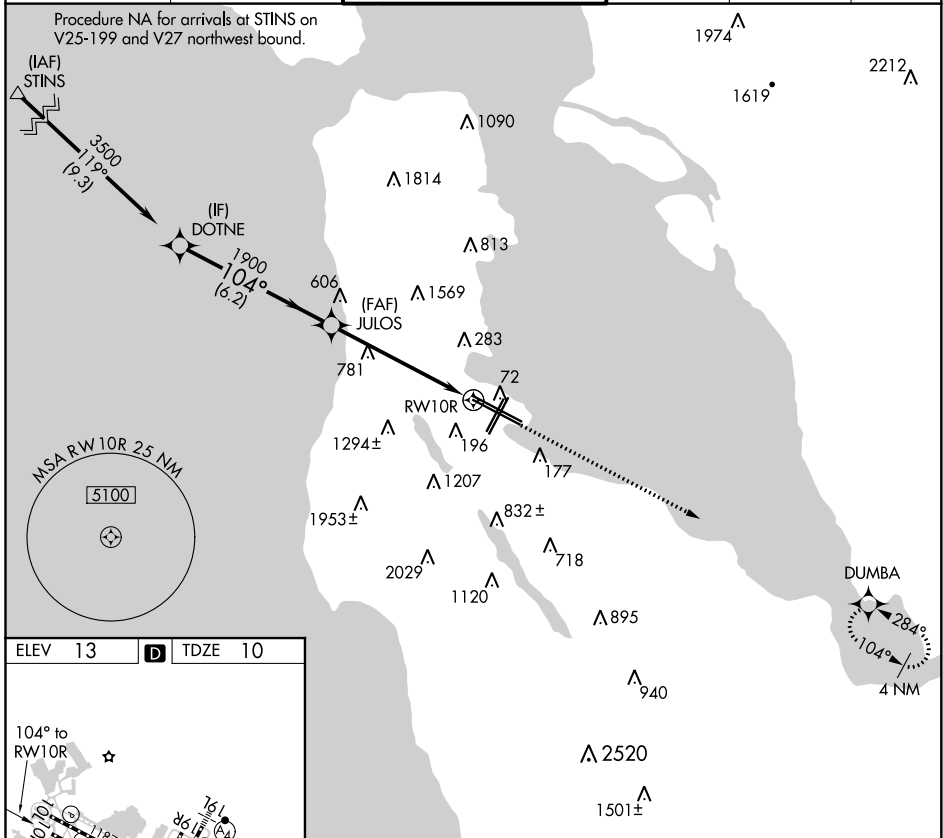 Procedure NA for arrivals at STINS on
V25-199 and V27 northwest bound.
(IAF)
STINS
3500
119°
(9.3)
(IF)
DOTNE
1900
104°
(6.2)
(FAF)
JULOS
606
781
1974
2212
1619
1090
1814
813
1569
283
72
RW10R
196
177
1294±
1207
1953±
832±
718
2029
1120
895
940
2520
1501±
DUMBA
284°
104°
4 NM
MSA RW10R 25 NM
5100
ELEV 13 D TDZE 10
104° to
RW10R
10L
P
19L
19R